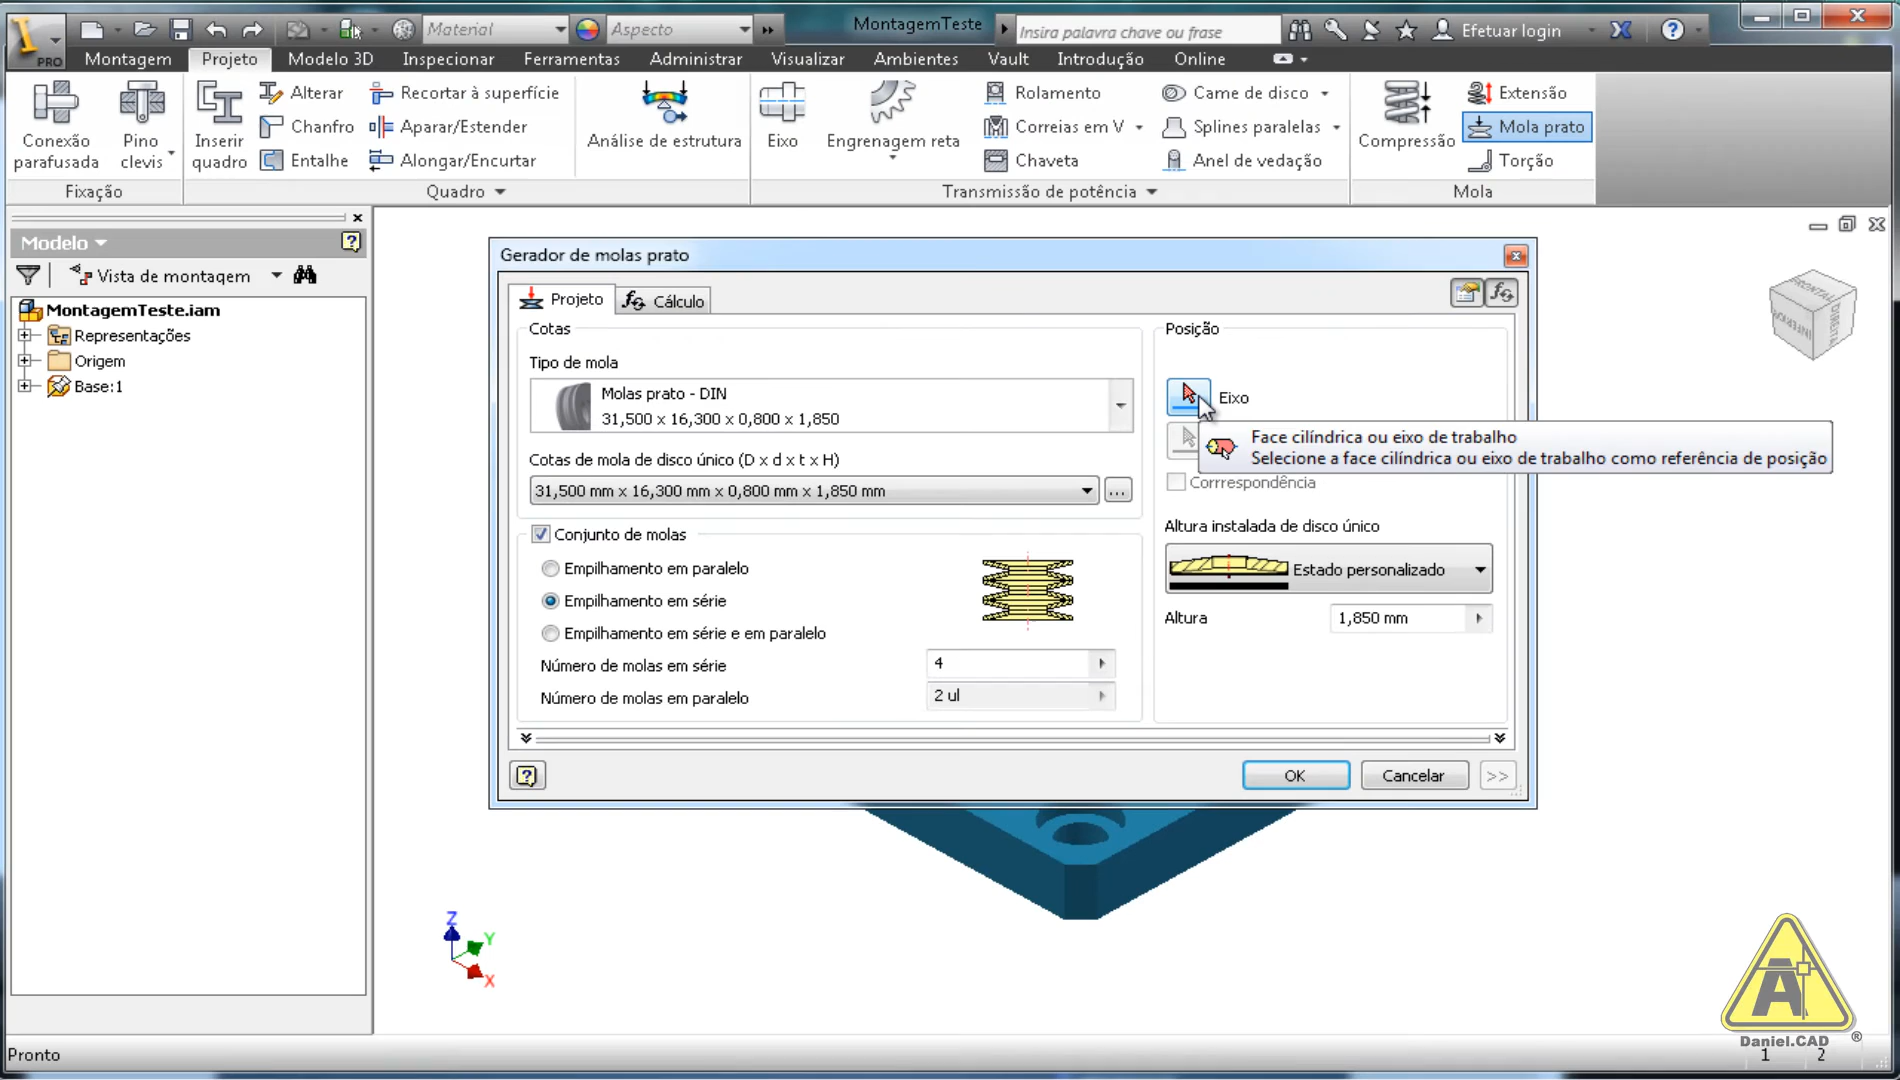 PRO
Material
Aspecto
MontagemTeste
Insira palavra chave ou frase
Efetuar login
Montagem
Projeto
Modelo 3D
Inspecionar
Ferramentas
Administrar
Visualizar
Ambientes
Vault
Introdução
Online
Conexão parafusada
Pino clevis
Inserir quadro
Alterar
Chanfro
Entalhe
Recortar à superfície
Aparar/Estender
Alongar/Encurtar
Análise de estrutura
Eixo
Engrenagem reta
Rolamento
Correias em V
Chaveta
Came de disco
Splines paralelas
Anel de vedação
Compressão
Extensão
Mola prato
Torção
Fixação
Quadro
Transmissão de potência
Mola
Modelo
Vista de montagem
MontagemTeste.iam
Representações
Origem
Base:1
Gerador de molas prato
Projeto
Cálculo
Cotas
Tipo de mola
Molas prato - DIN
31,500 x 16,300 x 0,800 x 1,850
Cotas de mola de disco único (D x d x t x H)
31,500 mm x 16,300 mm x 0,800 mm x 1,850 mm
...
Conjunto de molas
Empilhamento em paralelo
Empilhamento em série
Empilhamento em série e em paralelo
Número de molas em série
4
Número de molas em paralelo
2 ul
Posição
Eixo
Face cilíndrica ou eixo de trabalho
Selecione a face cilíndrica ou eixo de trabalho como referência de posição
Corrrespondência
Altura instalada de disco único
Estado personalizado
Altura
1,850 mm
OK
Cancelar
>>
FRONTAL
DIREITA
INFERIOR
Z
Y
X
A
Daniel.CAD ®
Pronto
1
2